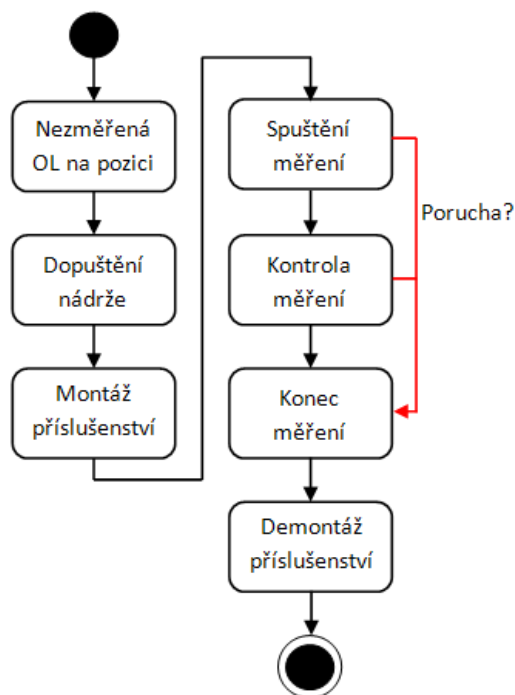 Nezměřená
OL na pozici
Dopuštění
nádrže
Montáž
příslušenství
Spuštění
měření
Porucha?
Kontrola
měření
Konec
měření
Demontáž
příslušenství